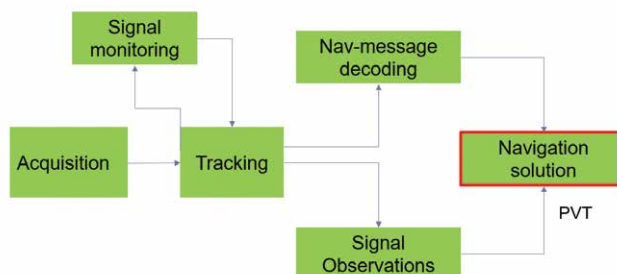 Signal
monitoring
Nav-message
decoding
Acquisition
Tracking
Navigation
solution
PVT
Signal
Observations